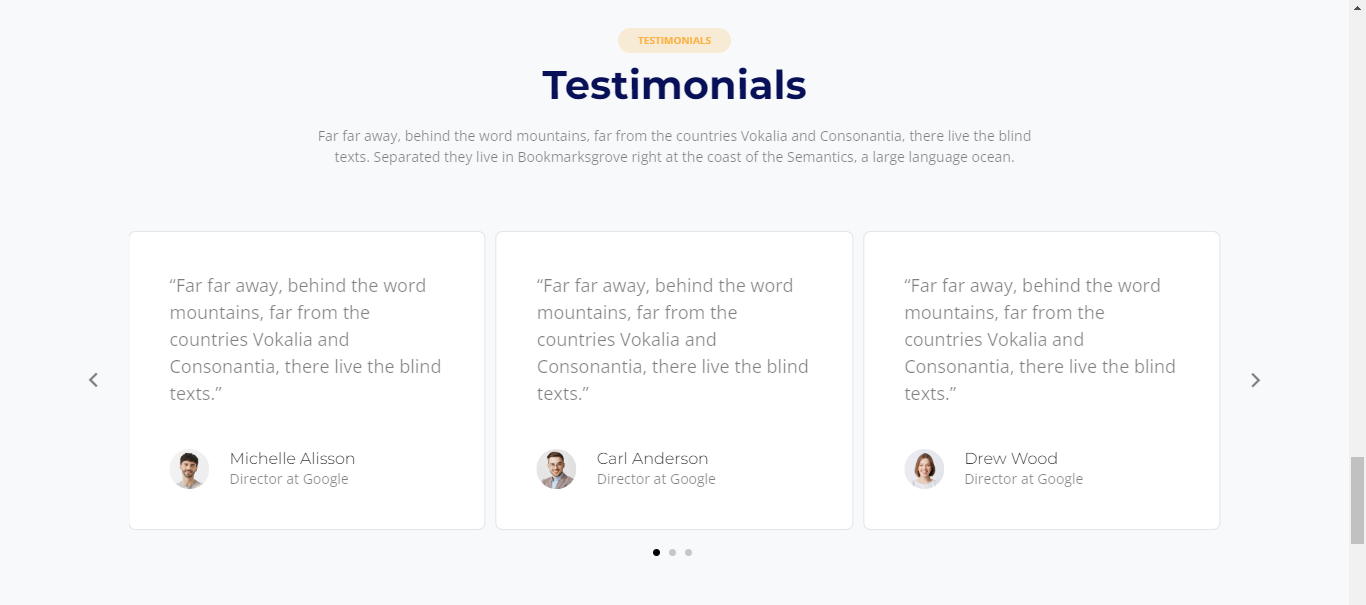 TESTIMONIALS
Testimonials
Far far away, behind the word mountains, far from the countries Vokalia and Consonantia, there live the blind
texts. Separated they live in Bookmarksgrove right at the coast of the Semantics, a large language ocean.
“Far far away, behind the word
mountains, far from the
countries Vokalia and
Consonantia, there live the blind
texts.”
Michelle Alisson
Director at Google
“Far far away, behind the word
mountains, far from the
countries Vokalia and
Consonantia, there live the blind
texts.”
Carl Anderson
Director at Google
“Far far away, behind the word
mountains, far from the
countries Vokalia and
Consonantia, there live the blind
texts.”
Drew Wood
Director at Google